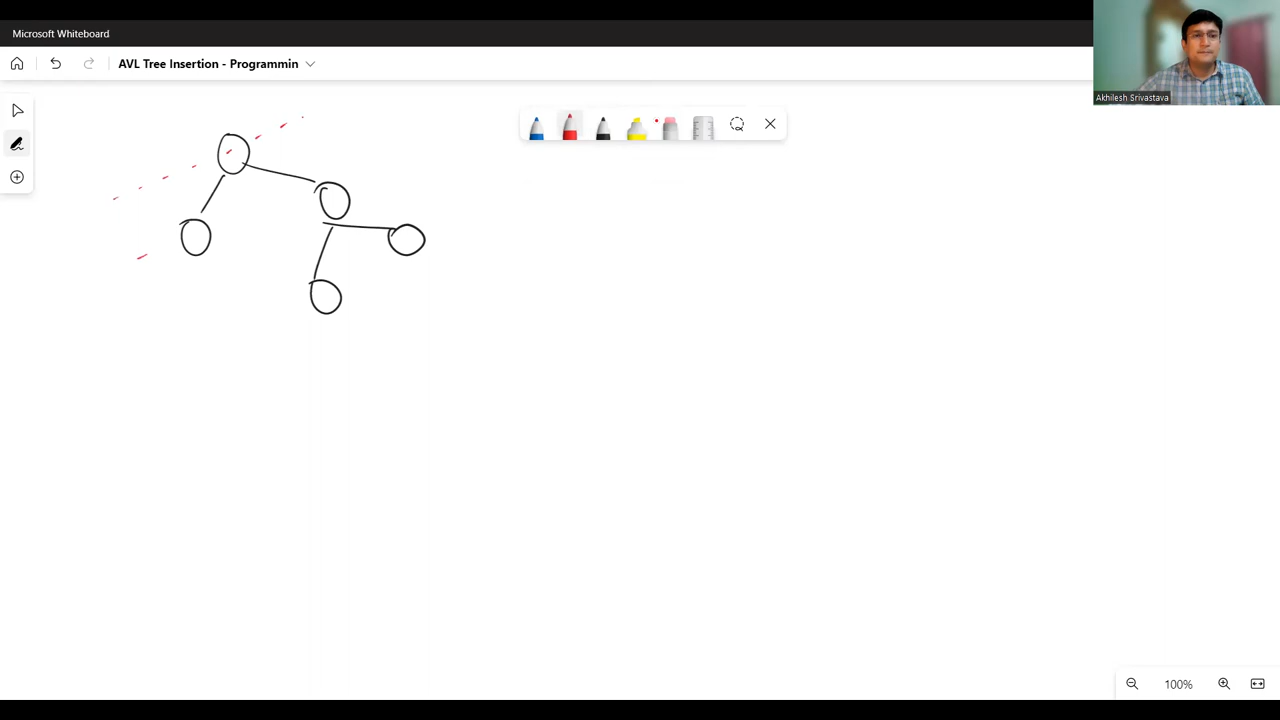 Microsoft Whiteboard
AVL Tree Insertion - Programmin
Akhilesh Srivastava
100%